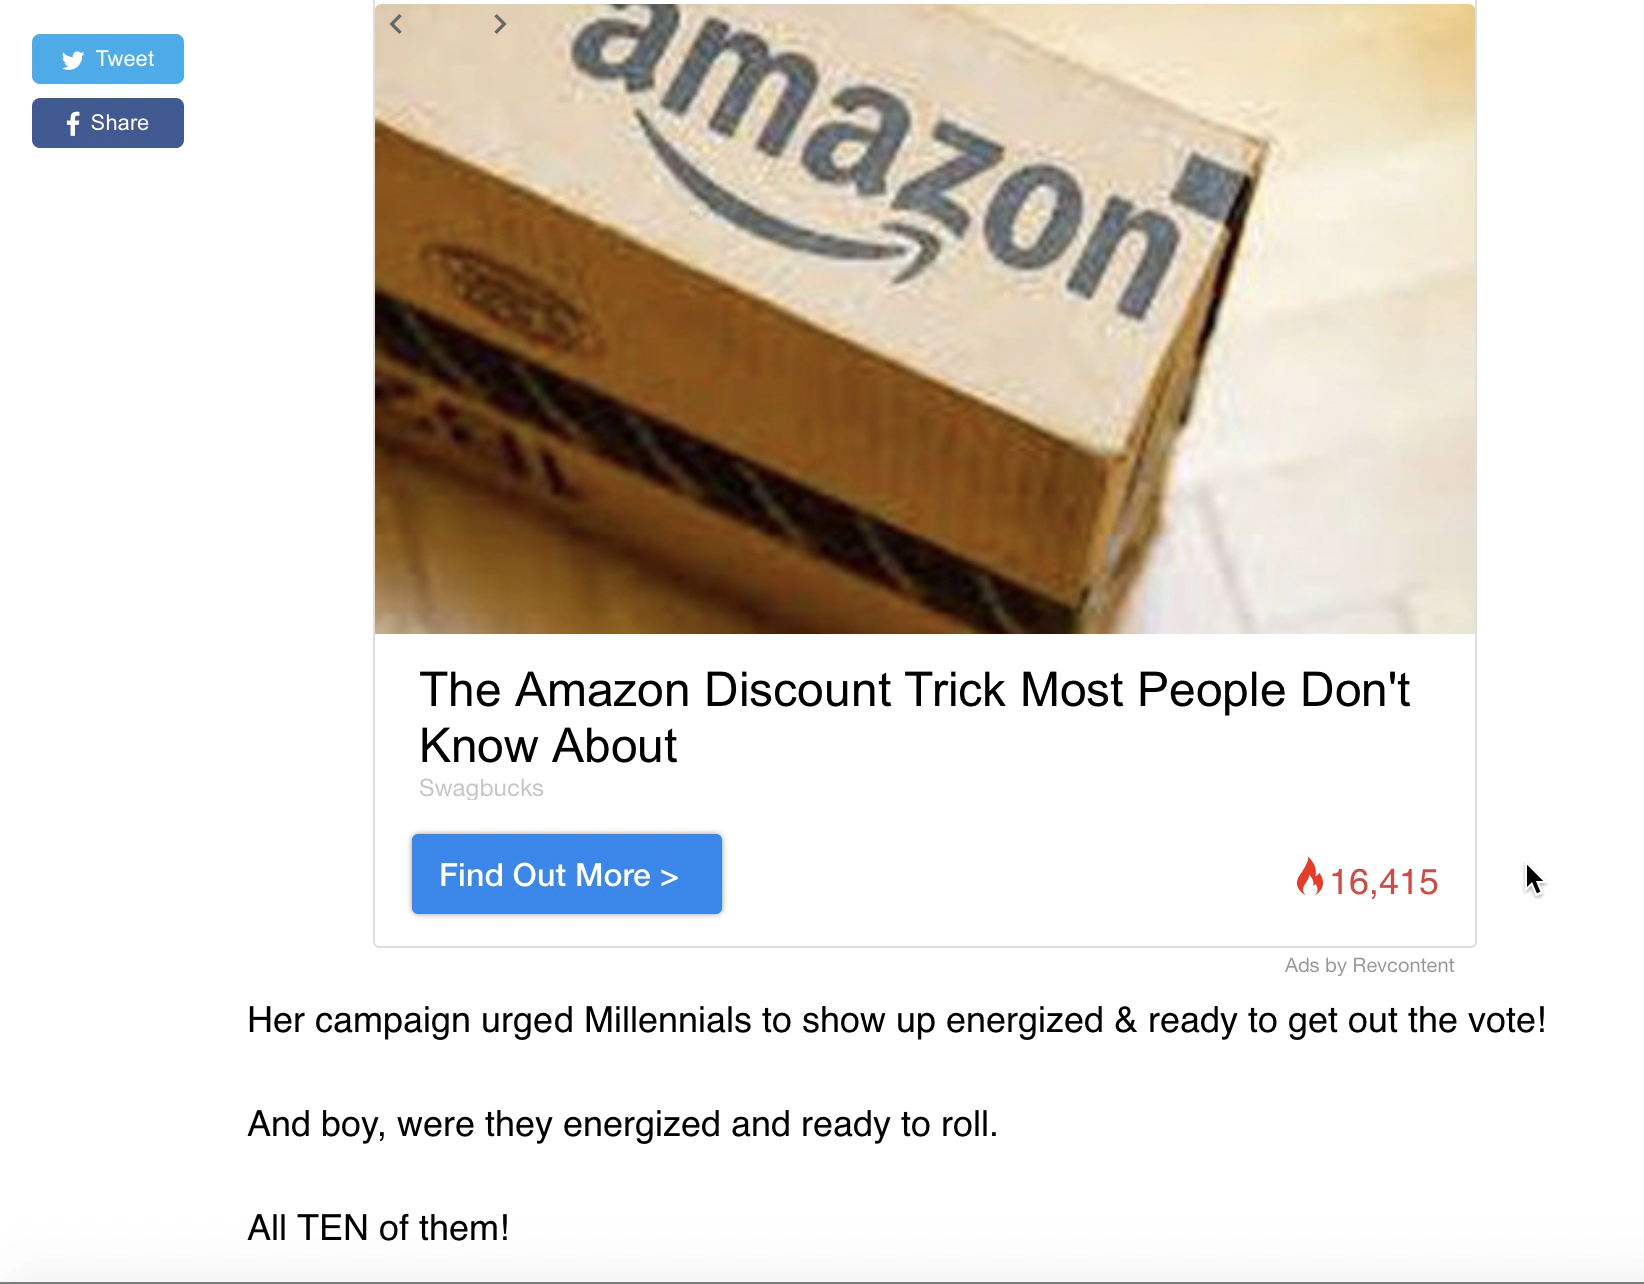 Tweet
Share
amazon
The Amazon Discount Trick Most People Don't
Know About
Swagbucks
Find Out More >
16,415
Ads by Revcontent
Her campaign urged Millennials to show up energized & ready to get out the vote!
And boy, were they energized and ready to roll.
All TEN of them!